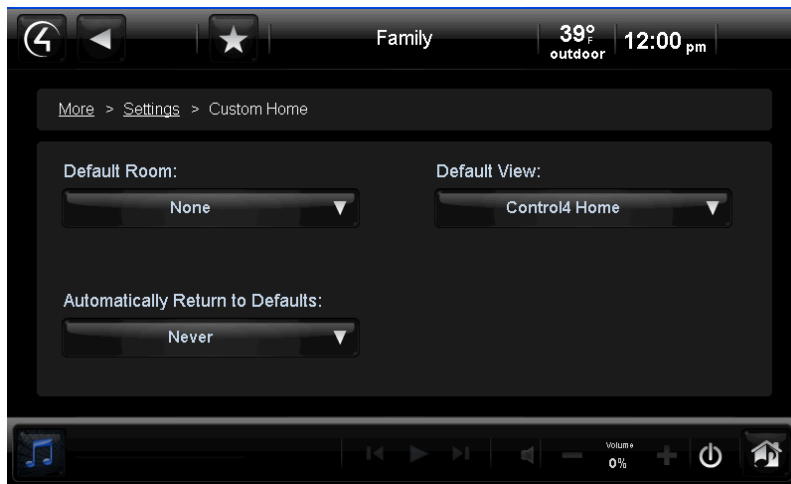 4
Family
39°F
outdoor
12:00 pm
More > Settings > Custom Home
Default Room:
Default View:
None
Control4 Home
Automatically Return to Defaults:
Never
Volume
0%